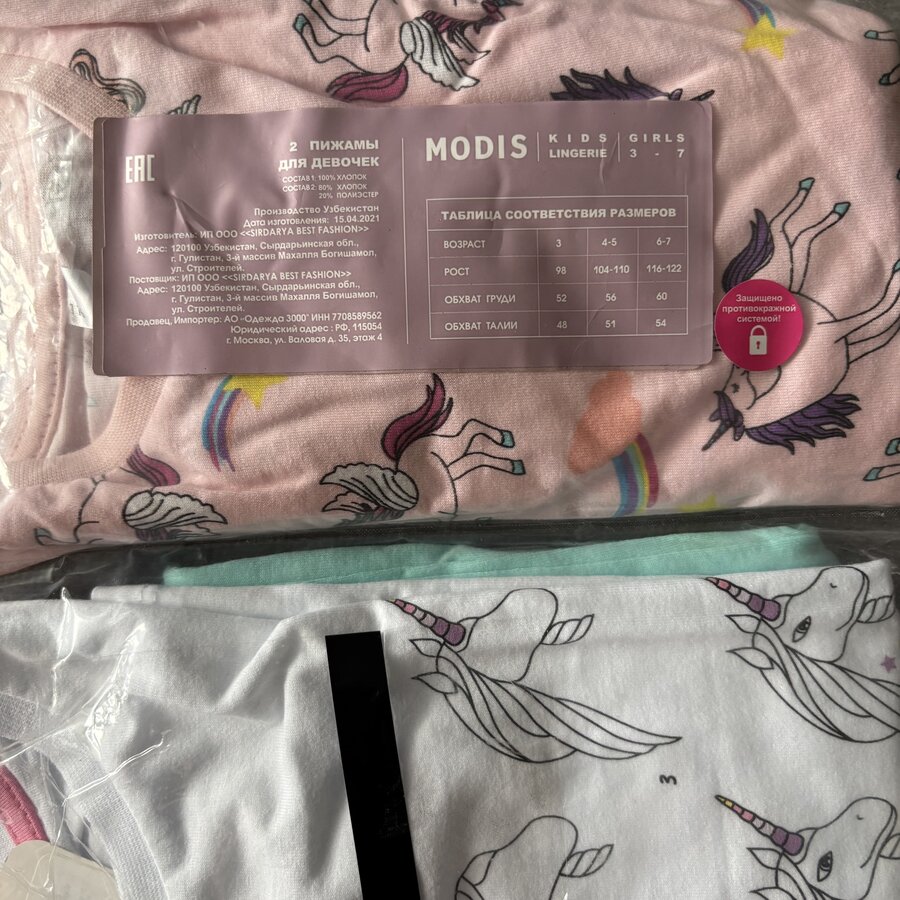 EAC
2 ПИЖАМЫ
ДЛЯ ДЕВОЧЕК
СОСТАВ 1: 100% ХЛОПОК
СОСТАВ 2: 80% ХЛОПОК
20% ПОЛИЭСТЕР
Производство Узбекистан
Дата изготовления: 15.04.2021
Изготовитель: ИП ООО <<SIRDARYA BEST FASHION>>
Адрес: 120100 Узбекистан, Сырдарьинская обл.,
г. Гулистан, 3-й массив Махалля Богишамол,
ул. Строителей.
Поставщик: ИП ООО <<SIRDARYA BEST FASHION>>
Адрес: 120100 Узбекистан, Сырдарьинская обл.,
г. Гулистан, 3-й массив Махалля Богишамол,
ул. Строителей.
Продавец, Импортер: АО «Одежда 3000' ИНН 7708589562
Юридический адрес : РФ, 115054
г. Москва, ул. Валовая д. 35, этаж 4
MODIS
KIDS
LINGERIE
GIRLS
3 - 7
ТАБЛИЦА СООТВЕТСТВИЯ РАЗМЕРОВ
ВОЗРАСТ 3 4-5 6-7
РОСТ 98 104-110 116-122
ОБХВАТ ГРУДИ 52 56 60
ОБХВАТ ТАЛИИ 48 51 54
Защищено
противокражной
системой!
3